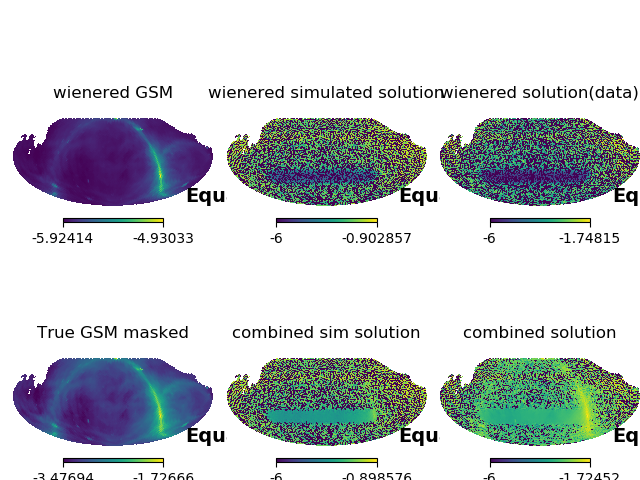 wienered GSM
wienered simulated solution
wienered solution(data)
Equ
Equ
Eq
-5.92414 -4.93033
-6 -0.902857
-6 -1.74815
True GSM masked
combined sim solution
combined solution
Equ
Equ
Eq
-3.47694 -1.72666
-6 -0.898576
-6 -1.72452